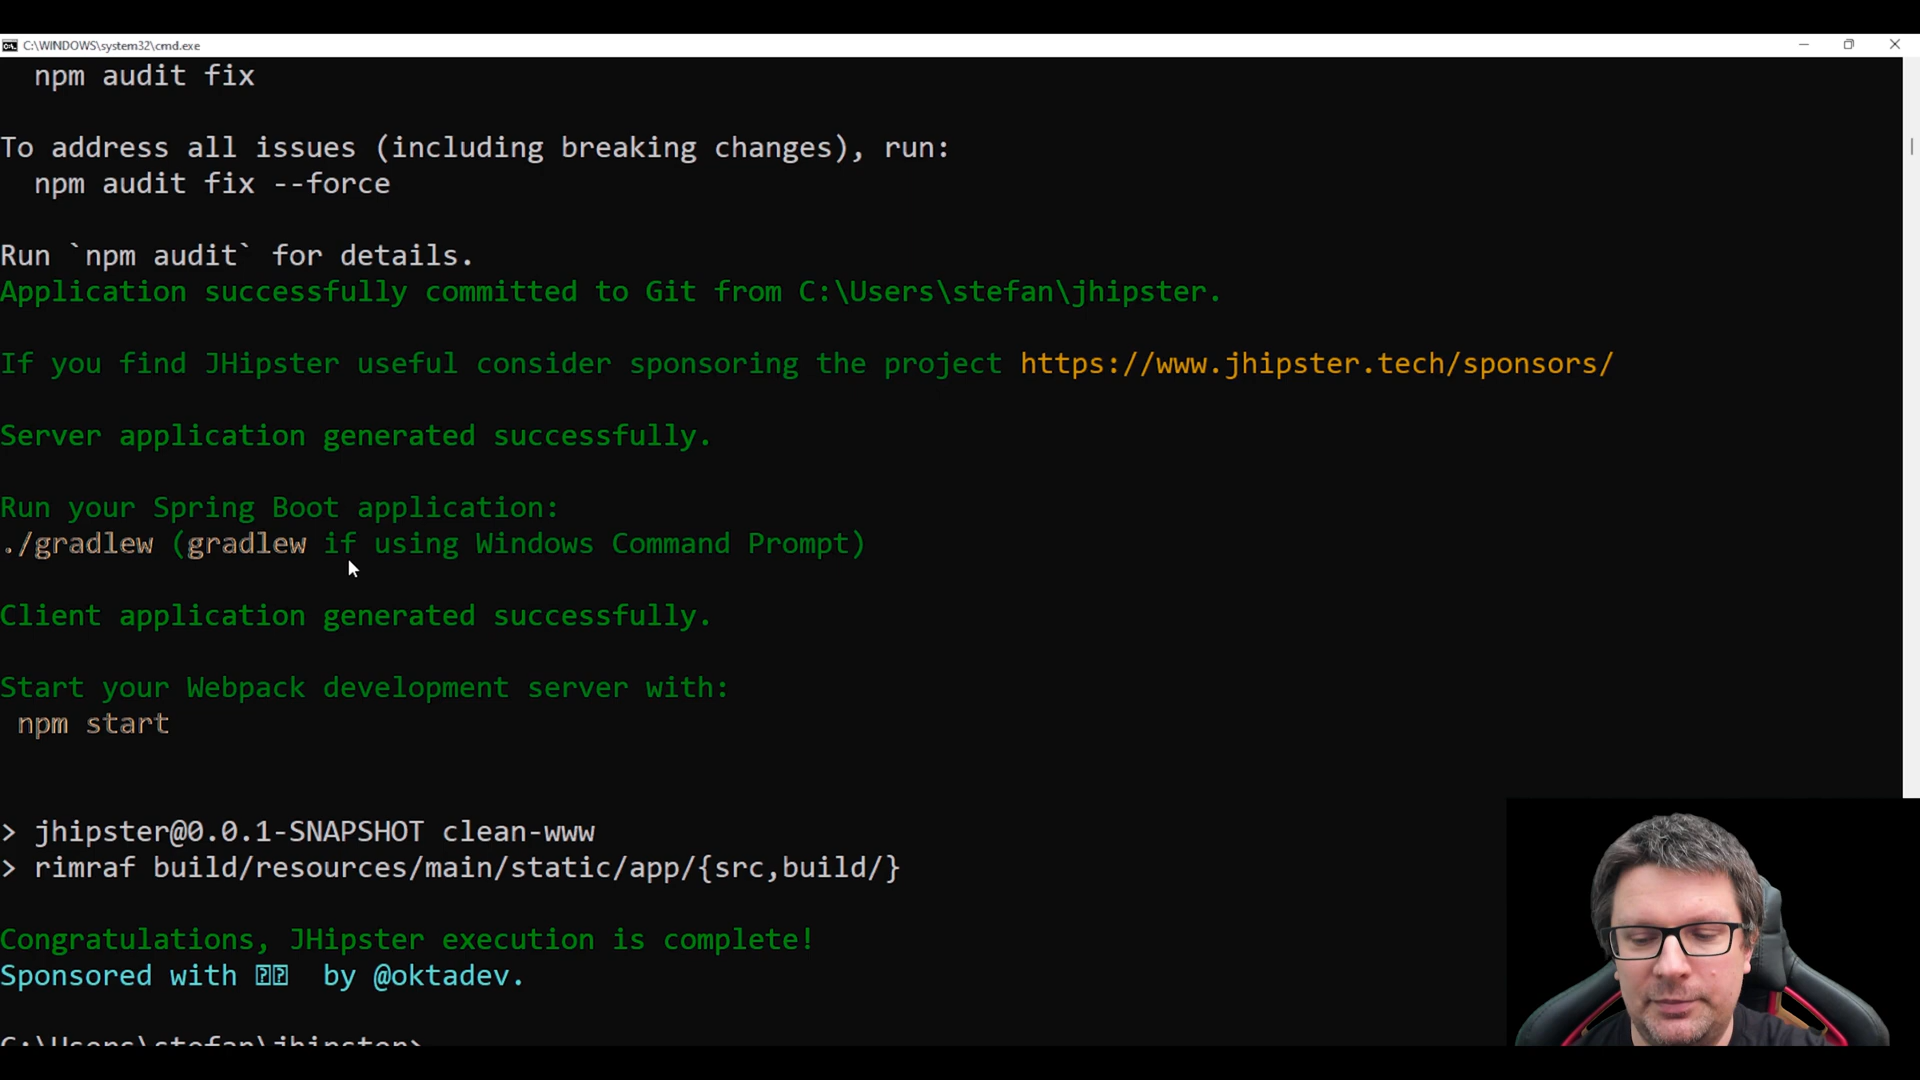 C:\WINDOWS\system32\cmd.exe
npm audit fix
To address all issues (including breaking changes), run:
npm audit fix --force
Run `npm audit` for details.
Application successfully committed to Git from C:\Users\stefan\jhipster.
If you find JHipster useful consider sponsoring the project https://www.jhipster.tech/sponsors/
Server application generated successfully.
Run your Spring Boot application:
./gradlew (gradlew if using Windows Command Prompt)
Client application generated successfully.
Start your Webpack development server with:
npm start
> jhipster@0.0.1-SNAPSHOT clean-www
> rimraf build/resources/main/static/app/{src,build/}
Congratulations, JHipster execution is complete!
Sponsored with by @oktadev.
C:\Users\stefan\jhipster>